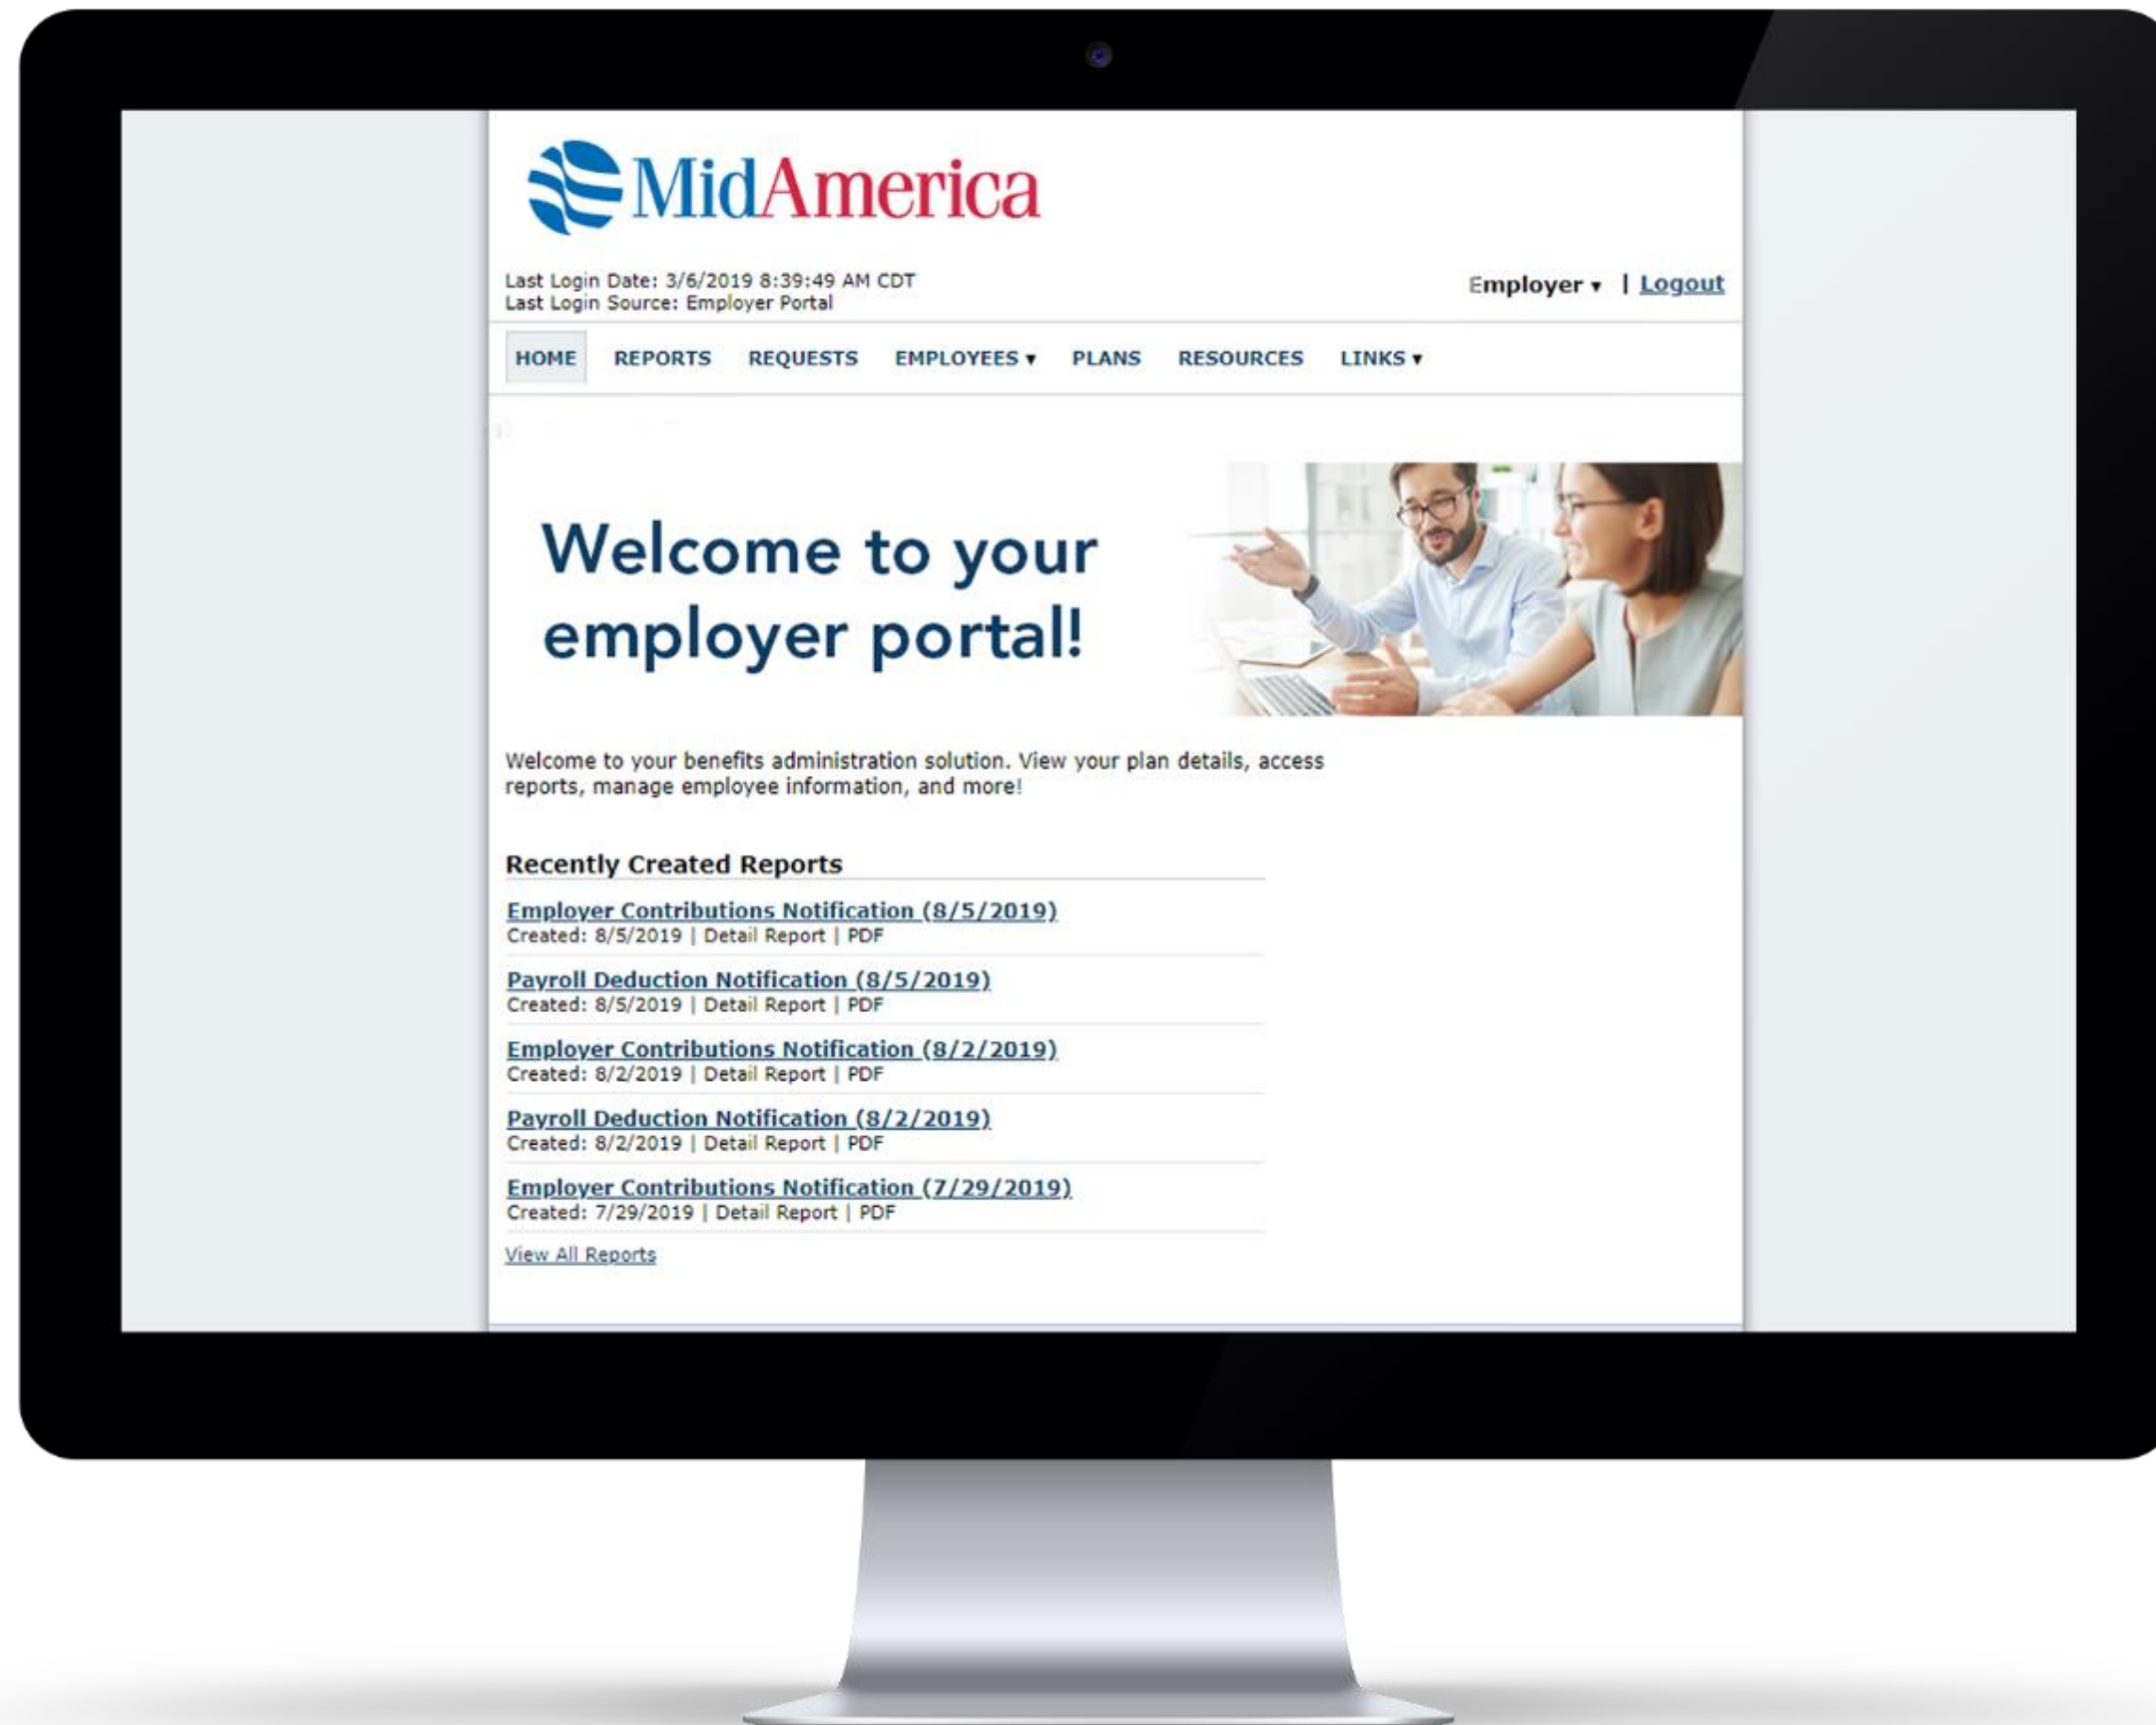 MidAmerica
Last Login Date: 3/6/2019 8:39:49 AM CDT
Last Login Source: Employer Portal
Employer ▾ | Logout
HOME REPORTS REQUESTS EMPLOYEES ▾ PLANS RESOURCES LINKS ▾
Welcome to your
employer portal!
Welcome to your benefits administration solution. View your plan details, access
reports, manage employee information, and more!
Recently Created Reports
Employer Contributions Notification (8/5/2019)
Created: 8/5/2019 | Detail Report | PDF
Payroll Deduction Notification (8/5/2019)
Created: 8/5/2019 | Detail Report | PDF
Employer Contributions Notification (8/2/2019)
Created: 8/2/2019 | Detail Report | PDF
Payroll Deduction Notification (8/2/2019)
Created: 8/2/2019 | Detail Report | PDF
Employer Contributions Notification (7/29/2019)
Created: 7/29/2019 | Detail Report | PDF
View All Reports